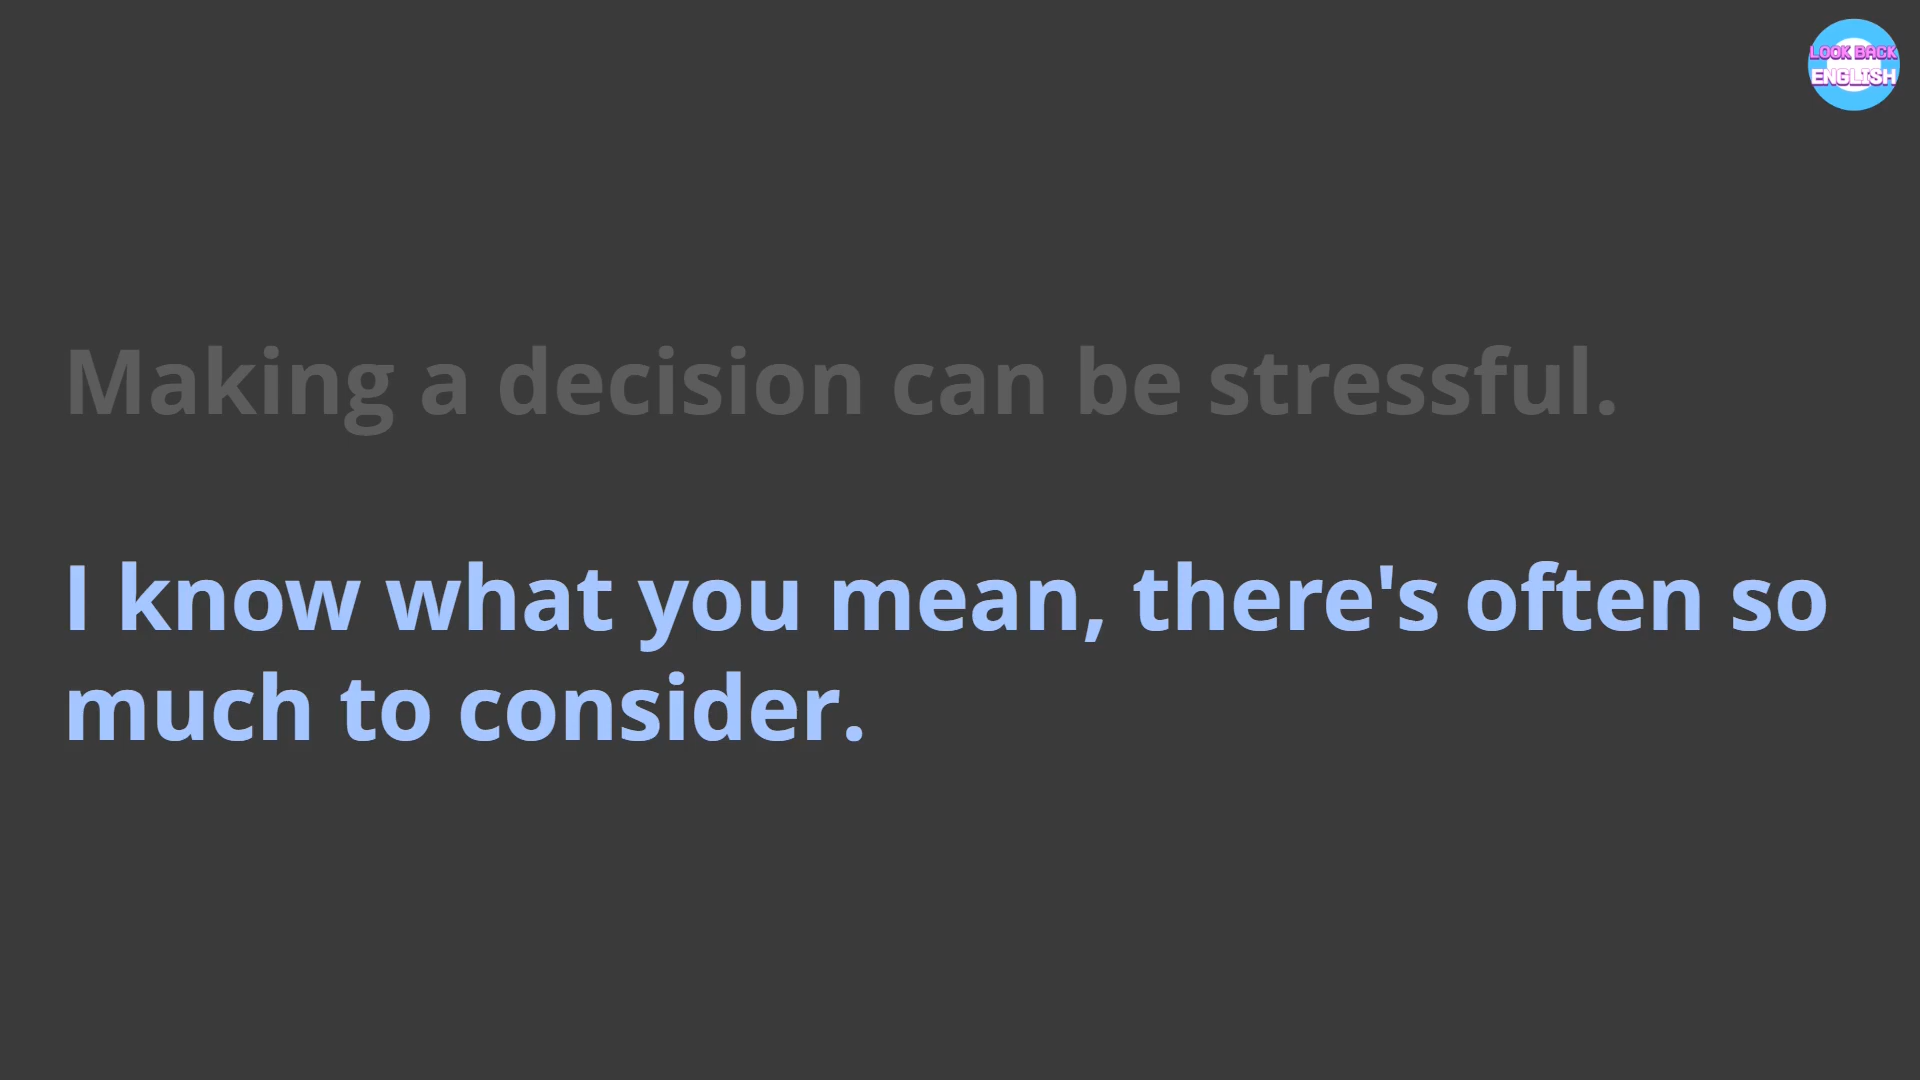 LOOK BACK
ENGLISH
Making a decision can be stressful.
I know what you mean, there's often so
much to consider.